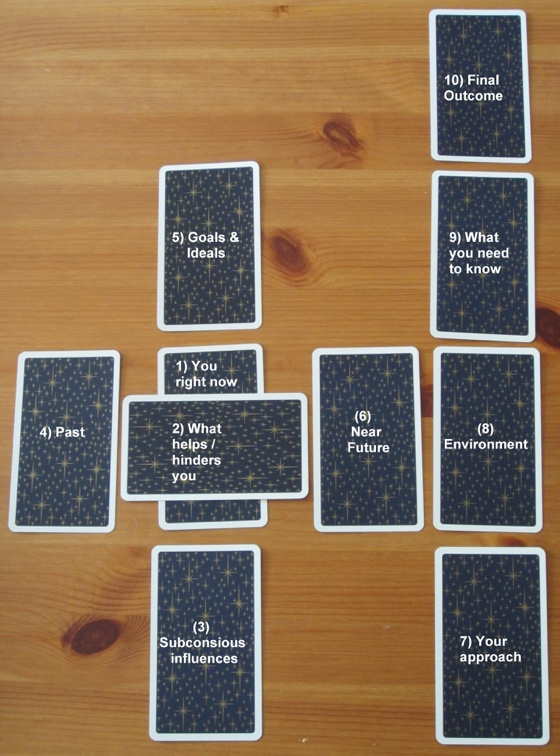 10) Final
Outcome
5) Goals &
Ideals
9) What
you need
to know
1) You
right now
4) Past
2) What
helps /
hinders
you
(6)
Near
Future
(8)
Environment
(3)
Subconsious
influences
7) Your
approach